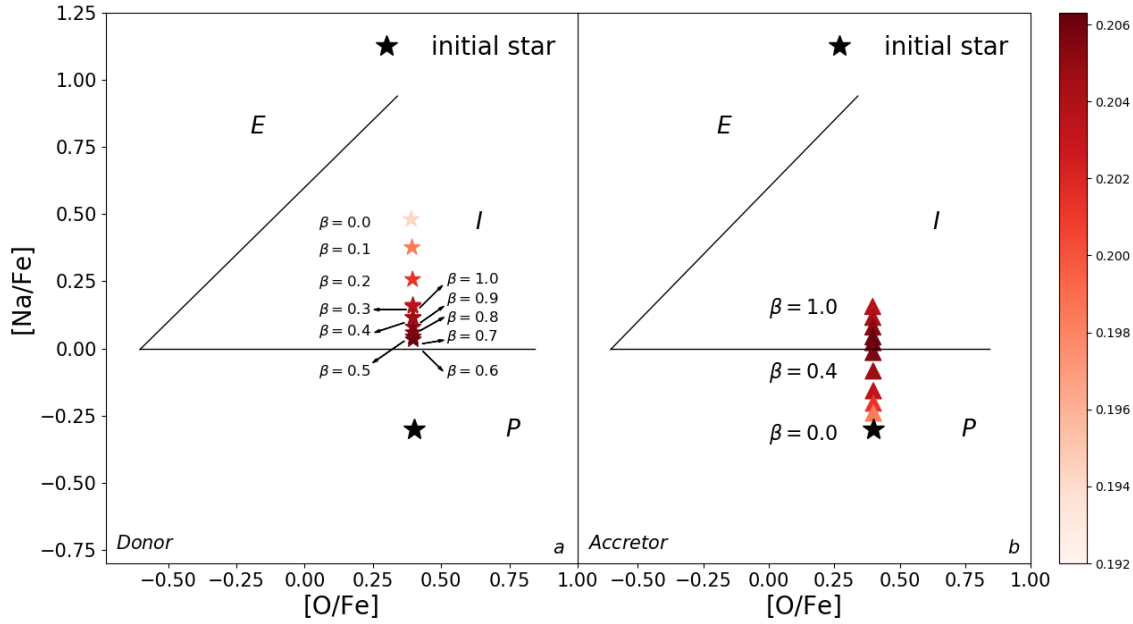 1.25
1.00
0.75
0.50
0.25
0.00
−0.25
−0.50
−0.75
[Na/Fe]
initial star
E
I
P
β = 0.0
β = 0.1
β = 0.2
β = 0.3
β = 0.4
β = 0.5
β = 1.0
β = 0.9
β = 0.8
β = 0.7
β = 0.6
Donor
a
−0.50
−0.25
0.00
0.25
0.50
0.75
1.00
[O/Fe]
initial star
E
I
P
β = 1.0
β = 0.4
β = 0.0
Accretor
b
−0.50
−0.25
0.00
0.25
0.50
0.75
1.00
[O/Fe]
0.206
0.204
0.202
0.200
0.198
0.196
0.194
0.192